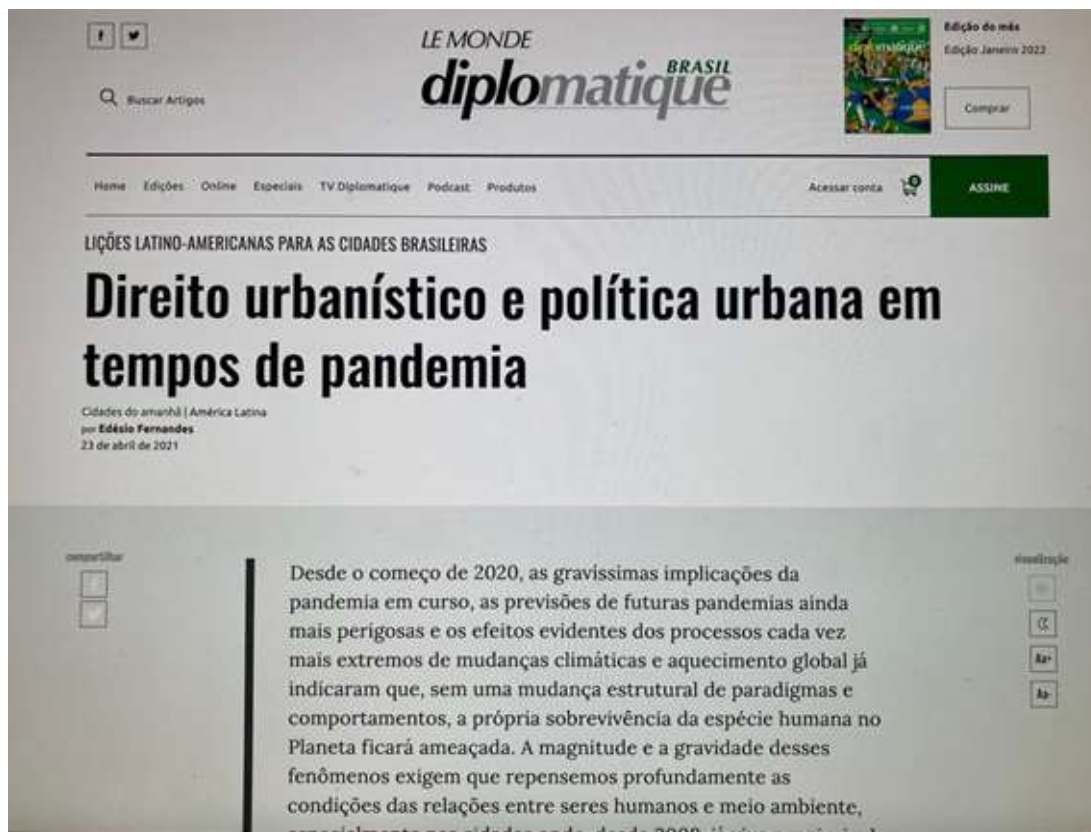 LE MONDE
diplomatique
BRASIL
Edição do mês
Edição Janeiro 2022
Buscar Artigos
Comprar
Home Edições Online Especiais TV Diplomatique Podcast Produtos
Acessar conta 0
ASSINE
LIÇÕES LATINO-AMERICANAS PARA AS CIDADES BRASILEIRAS
Direito urbanístico e política urbana em
tempos de pandemia
Cidades do amanhã | América Latina
por Edésio Fernandes
23 de abril de 2021
compartilhar
visualização
Desde o começo de 2020, as gravíssimas implicações da
pandemia em curso, as previsões de futuras pandemias ainda
mais perigosas e os efeitos evidentes dos processos cada vez
mais extremos de mudanças climáticas e aquecimento global já
indicaram que, sem uma mudança estrutural de paradigmas e
comportamentos, a própria sobrevivência da espécie humana no
Planeta ficará ameaçada. A magnitude e a gravidade desses
fenômenos exigem que repensemos profundamente as
condições das relações entre seres humanos e meio ambiente,
Aa+
Aa-